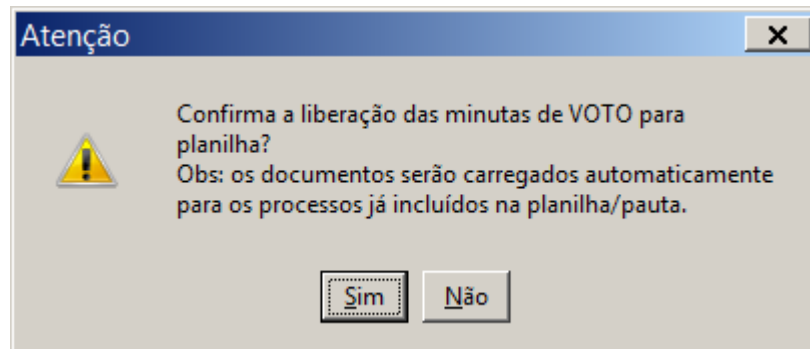 Atenção
Confirma a liberação das minutas de VOTO para
planilha?
Obs: os documentos serão carregados automaticamente
para os processos já incluídos na planilha/pauta.
Sim Não